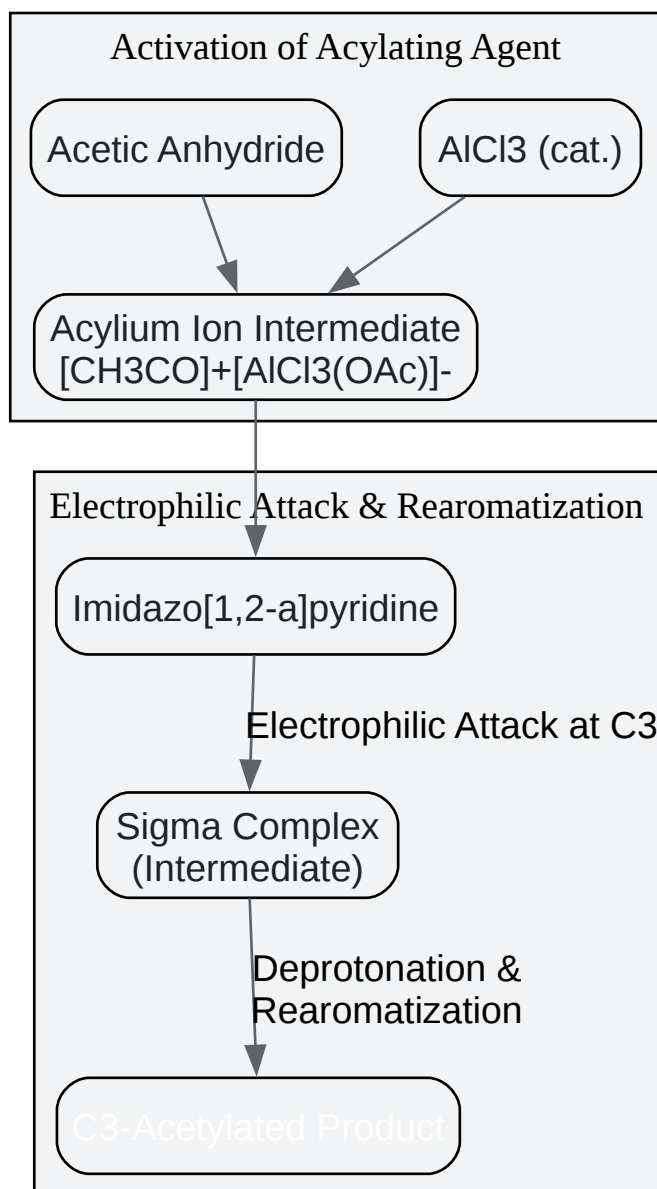 Activation of Acylating Agent
Acetic Anhydride
AlCl3 (cat.)
Acylium Ion Intermediate
[CH3CO]+[AlCl3(OAc)]-
Electrophilic Attack & Rearomatization
Imidazo[1,2-a]pyridine
Electrophilic Attack at C3
Sigma Complex
(Intermediate)
Deprotonation &
Rearomatization
C3-Acetylated Product